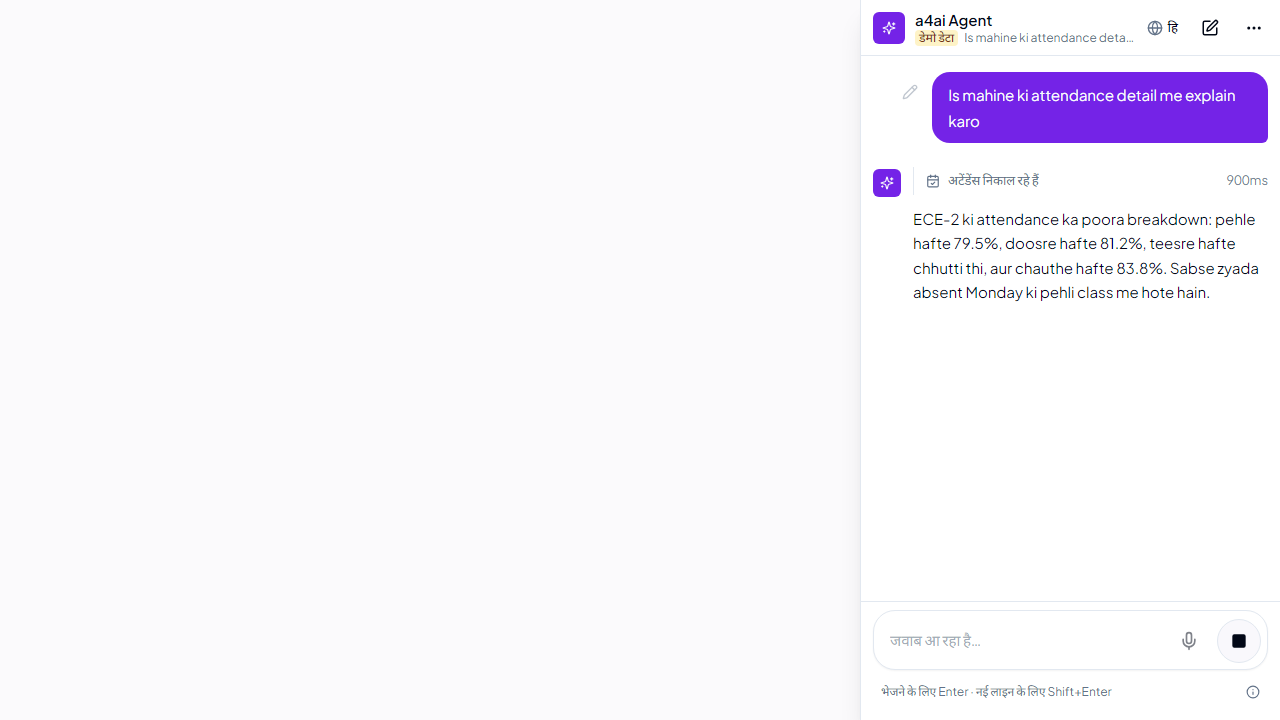 a4ai Agent
डेमो डेटा Is mahine ki attendance deta...
हि
Is mahine ki attendance detail me explain
karo
अटेंडेंस निकाल रहे हैं 900ms
ECE-2 ki attendance ka poora breakdown: pehle
hafte 79.5%, doosre hafte 81.2%, teesre hafte
chhutti thi, aur chauthe hafte 83.8%. Sabse zyada
absent Monday ki pehli class me hote hain.
जवाब आ रहा है...
भेजने के लिए Enter · नई लाइन के लिए Shift+Enter